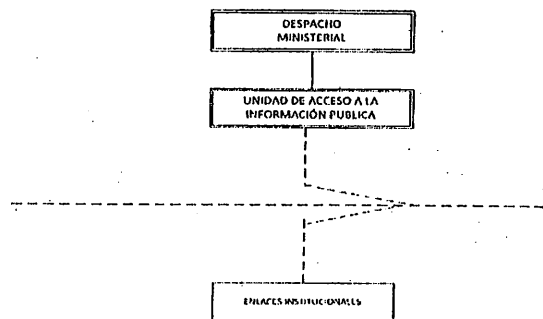 DESPACHO
MINISTERIAL
UNIDAD DE ACCESO A LA
INFORMACIÓN PUBLICA
ENLACES INSTITUCIONALES